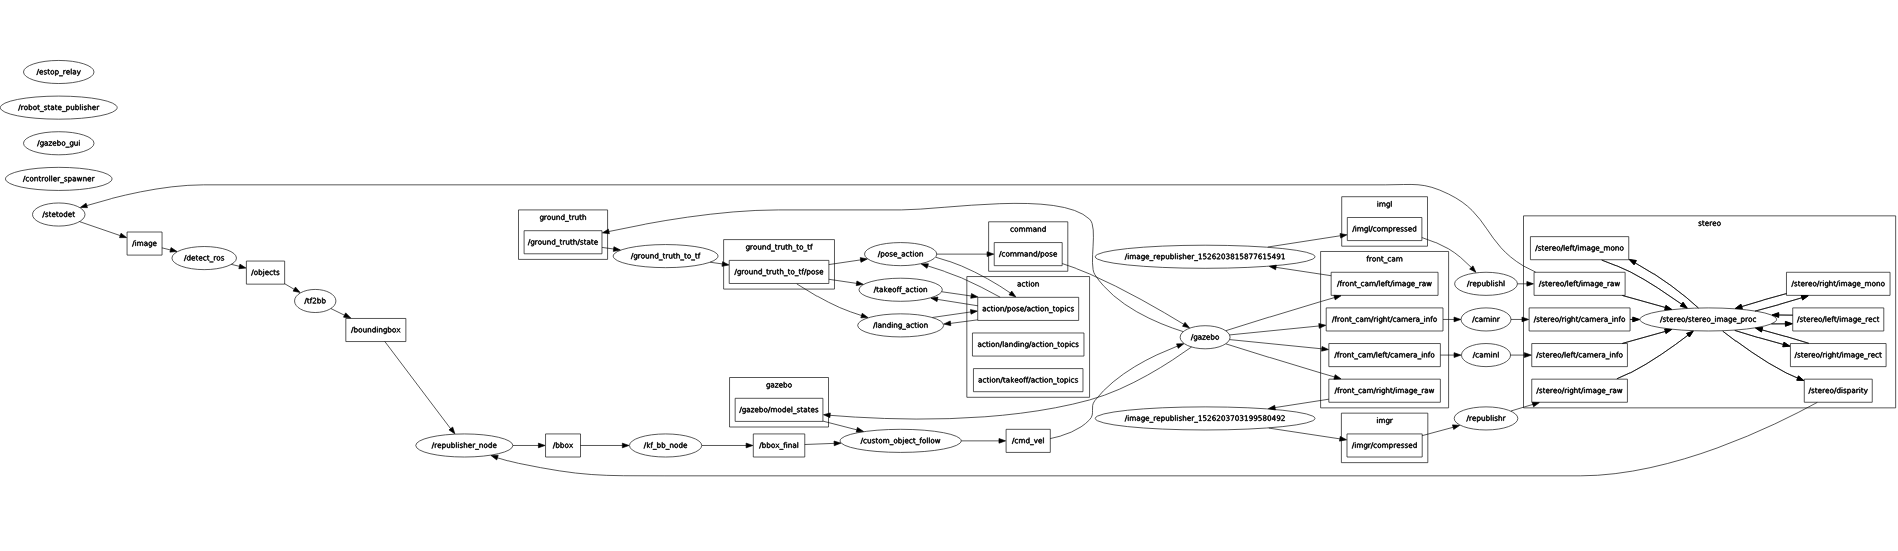 /estop_relay
/robot_state_publisher
/gazebo_gui
/controller_spawner
/stetodet
/image
/detect_ros
/objects
/tf2bb
/boundingbox
/republisher_node
/bbox
/kf_bb_node
ground_truth
/ground_truth/state
/ground_truth_to_tf
ground_truth_to_tf
/ground_truth_to_tf/pose
gazebo
/gazebo/model_states
/bbox_final
/pose_action
/takeoff_action
/landing_action
/custom_object_follow
command
/command/pose
action
action/pose/action_topics
action/landing/action_topics
action/takeoff/action_topics
/cmd_vel
/image_republisher_1526203815877615491
/gazebo
/image_republisher_1526203703199580492
imgl
/imgl/compressed
front_cam
/front_cam/left/image_raw
/front_cam/right/camera_info
/front_cam/left/camera_info
/front_cam/right/image_raw
imgr
/imgr/compressed
/republishl
/caminr
/caminl
/republishr
stereo
/stereo/left/image_mono
/stereo/left/image_raw
/stereo/right/camera_info
/stereo/left/camera_info
/stereo/right/image_raw
/stereo/stereo_image_proc
/stereo/right/image_mono
/stereo/left/image_rect
/stereo/right/image_rect
/stereo/disparity